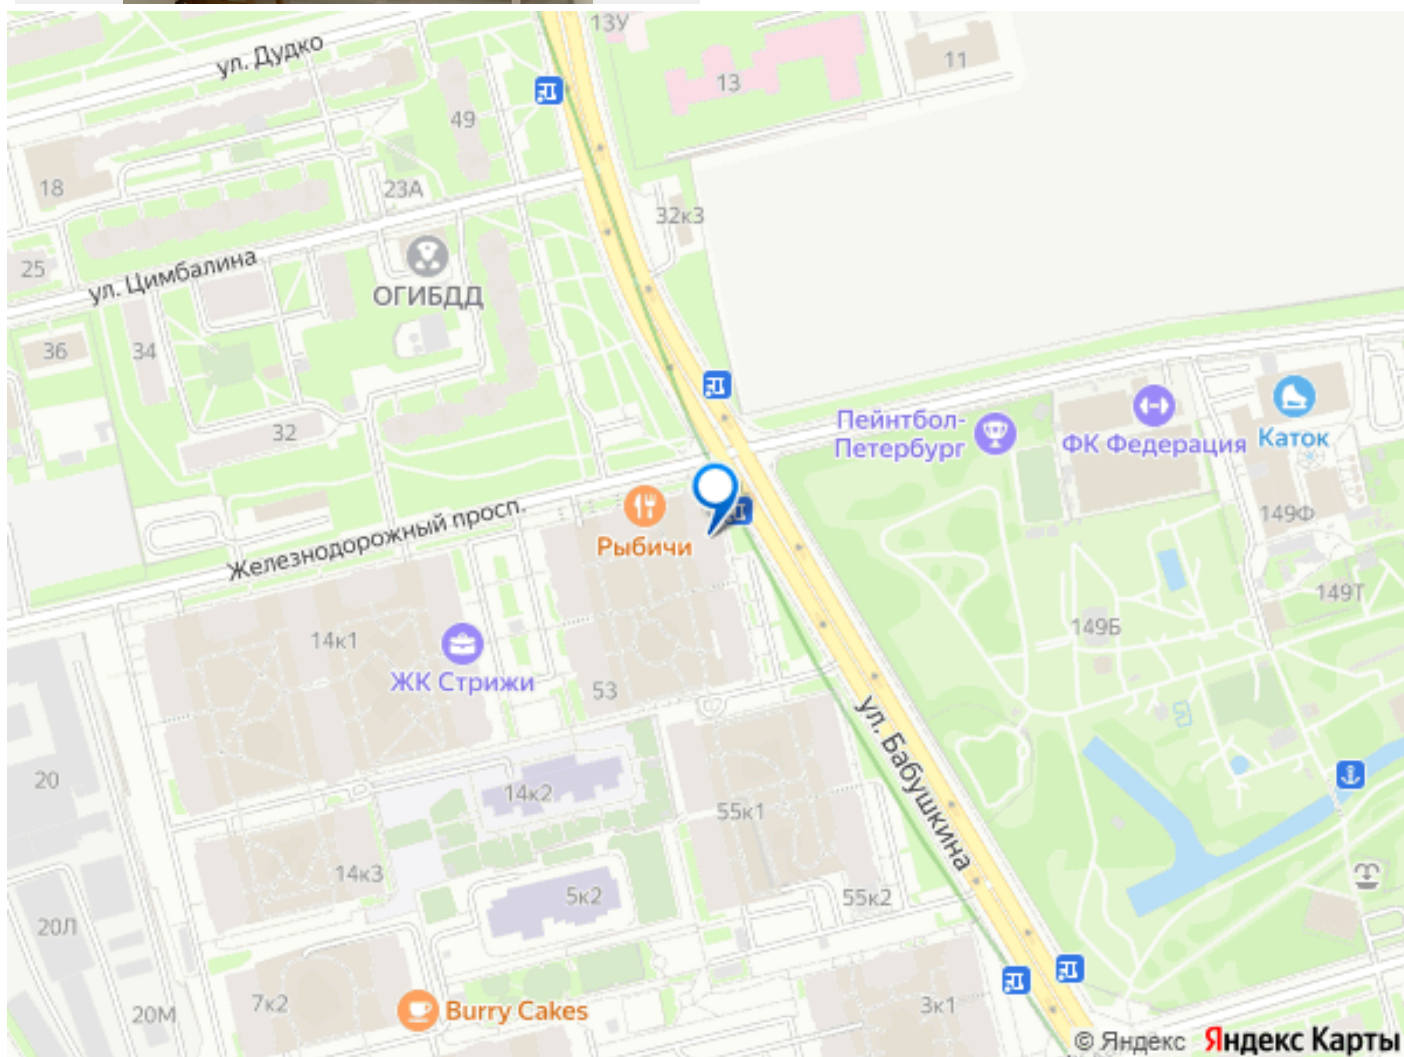 13У
ул. Дудко
11
13
49
18
23А
32к3
25
ул. Цимбалина
ОГИБДД
36
34
Пейнтбол-
Петербург
ФК Федерация
Каток
32
149Ф
Железнодорожный просп.
Рыбичи
149Т
149Б
14к1
ЖК Стрижи
53
ул. Бабушкина
20
14к2
55к1
14к3
5к2
55к2
20Л
7к2
20М
Burry Cakes
3к1
© Яндекс Яндекс Карты